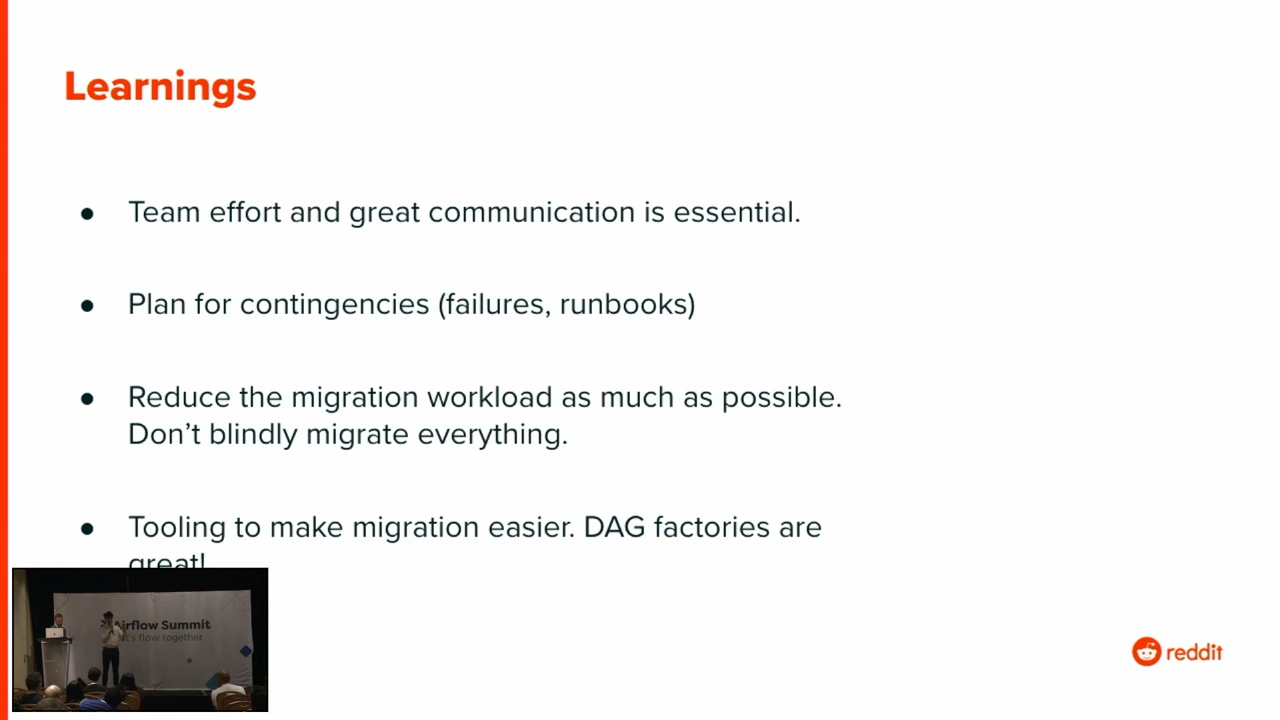 Learnings
● Team effort and great communication is essential.
● Plan for contingencies (failures, runbooks)
● Reduce the migration workload as much as possible.
Don’t blindly migrate everything.
● Tooling to make migration easier. DAG factories are
great!
Airflow Summit
Let's flow together
reddit